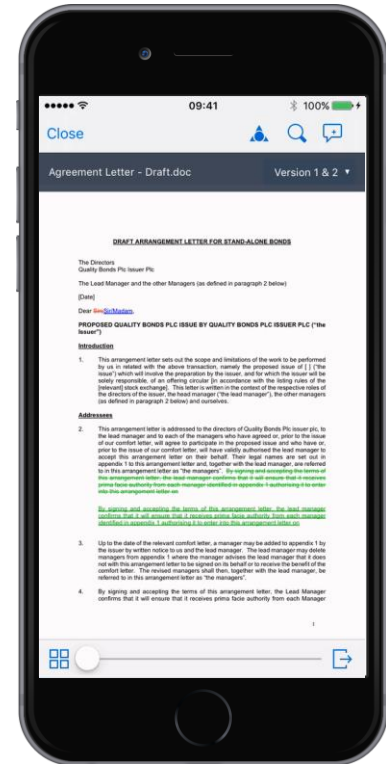 09:41
100%
Close
Agreement Letter - Draft.doc
Version 1 & 2
DRAFT ARRANGEMENT LETTER FOR STAND-ALONE BONDS
The Directors
Quality Bonds Plc Issuer Plc
The Lead Manager and the other Managers (as defined in paragraph 2 below)
[Date]
Dear Sirs Sir/Madam,
PROPOSED QUALITY BONDS PLC ISSUE BY QUALITY BONDS PLC ISSUER PLC ("the
Issuer")
Introduction
1. This arrangement letter sets out the scope and limitations of the work to be performed
by us in related with the above transaction, namely the proposed issue of [ ] ("the
issue") which will involve the preparation by the issuer, and for which the issuer will be
solely responsible, of an offering circular [in accordance with the listing rules of the
[relevant] stock exchange]. This letter is written in the context of the respective roles of
the directors of the issuer, the head manager ("the lead manager"), the other managers
(as defined in paragraph 2 below) and ourselves.
Addressees
2. This arrangement letter is addressed to the directors of Quality Bonds Plc issuer plc, to
the lead manager and to each of the managers who have agreed or, prior to the issue
of our comfort letter, will agree to participate in the proposed issue and who have or,
prior to the issue of our comfort letter, will have validly authorised the lead manager to
accept this arrangement letter on their behalf. Their legal names are set out in
appendix 1 to this arrangement letter and, together with the lead manager, are referred
to in this arrangement letter as "the managers". By signing and accepting the terms of
this arrangement letter, the lead manager confirms that it will ensure that it receives
prima facie authority from each manager identified in appendix 1 authorising it to enter
into this arrangement letter on
By signing and accepting the terms of this arrangement letter, the lead manager
confirms that it will ensure that it receives prima facie authority from each manager
identified in appendix 1 authorising it to enter into this arrangement letter on
3. Up to the date of the relevant comfort letter, a manager may be added to appendix 1 by
the issuer by written notice to us and the lead manager. The lead manager may delete
managers from appendix 1 where the manager advises the lead manager that it does
not with this arrangement letter to be signed on its behalf or to receive the benefit of the
comfort letter. The revised managers shall then, together with the lead manager, be
referred to in this arrangement letter as "the managers".
4. By signing and accepting the terms of this arrangement letter, the Lead Manager
confirms that it will ensure that it receives prima facie authority from each Manager
1